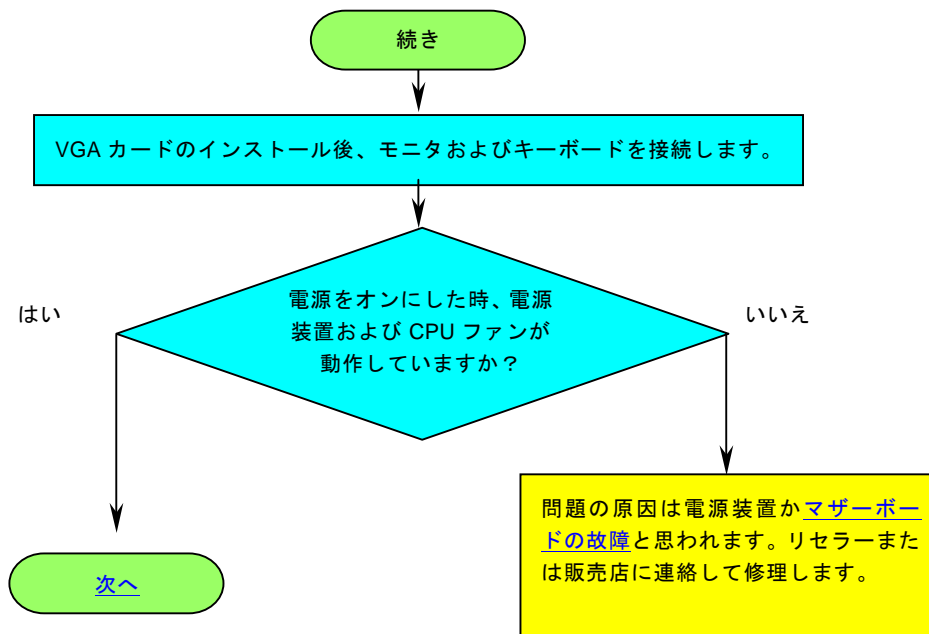 続き
VGA カードのインストール後、モニタおよびキーボードを接続します。
電源をオンにした時、電源
装置および CPU ファンが
動作していますか？
はい
いいえ
問題の原因は電源装置かマザーボー
ドの故障と思われます。リセラーまた
は販売店に連絡して修理します。
次へ